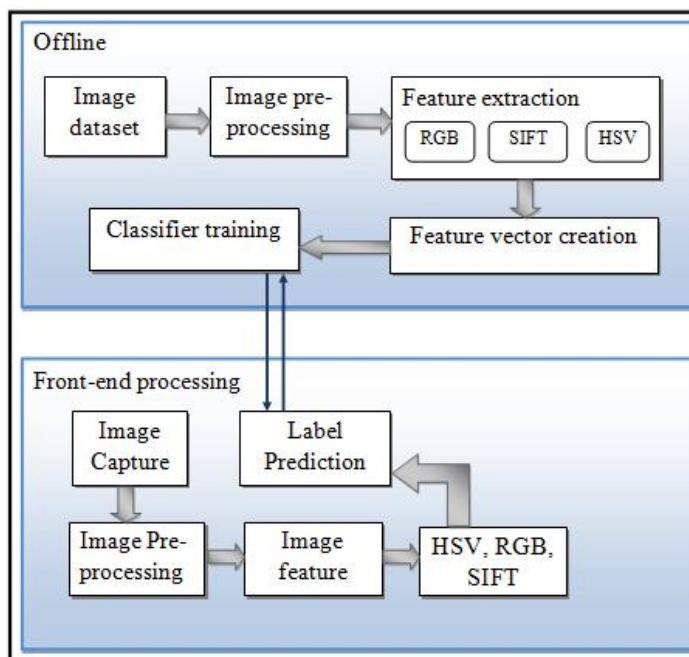 Offline
Image
dataset
Image pre-
processing
Feature extraction
RGB
SIFT
HSV
Classifier training
Feature vector creation
Front-end processing
Image
Capture
Label
Prediction
Image Pre-
processing
Image
feature
HSV, RGB,
SIFT